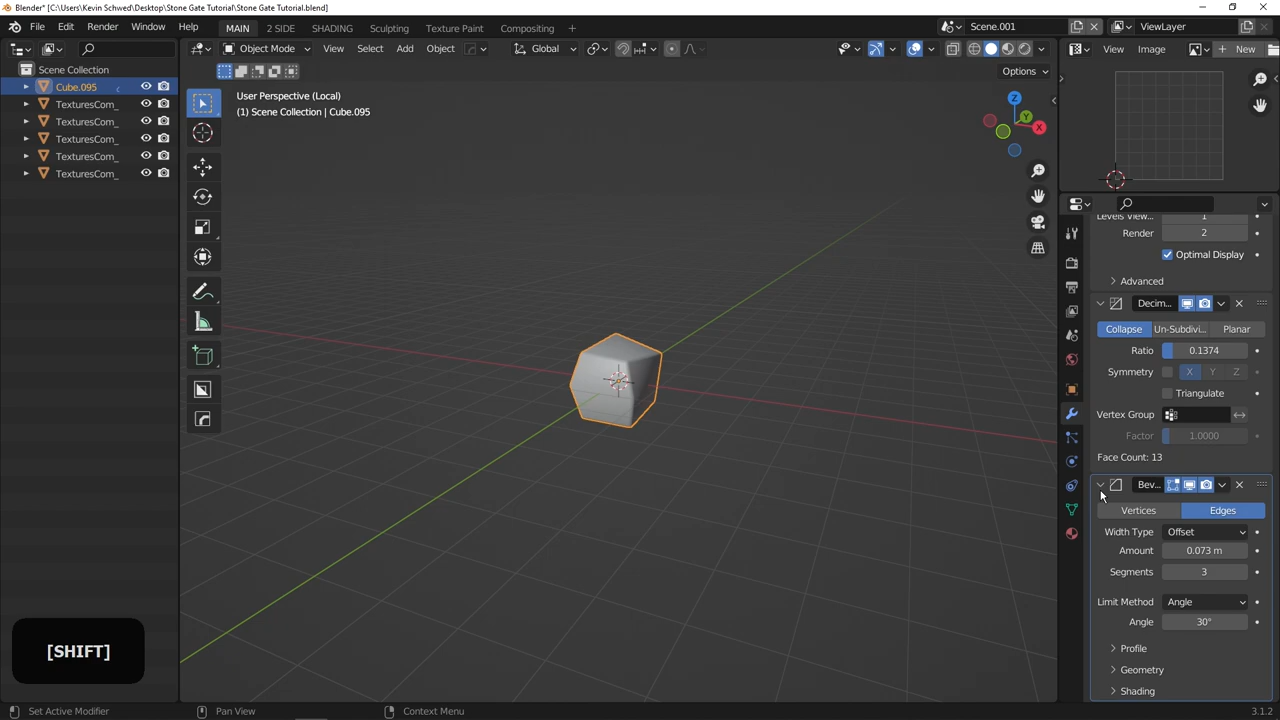 Blender* [C:\Users\Kevin Schwed\Desktop\Stone Gate Tutorial\Stone Gate Tutorial.blend]
File Edit Render Window Help MAIN 2 SIDE SHADING Sculpting Texture Paint Compositing + Scene.001 ViewLayer
Object Mode View Select Add Object Global View Image New
Options
Scene Collection
Cube.095
TexturesCom_
TexturesCom_
TexturesCom_
TexturesCom_
TexturesCom_
User Perspective (Local)
(1) Scene Collection | Cube.095
Z
Y
X
Levels View... 1
Render 2
Optimal Display
Advanced
Decim...
Collapse Un-Subdivi... Planar
Ratio 0.1374
Symmetry X Y Z
Triangulate
Vertex Group
Factor 1.0000
Face Count: 13
Bev...
Vertices Edges
Width Type Offset
Amount 0.073 m
Segments 3
Limit Method Angle
Angle 30°
Profile
Geometry
Shading
[SHIFT]
Set Active Modifier Pan View Context Menu 3.1.2